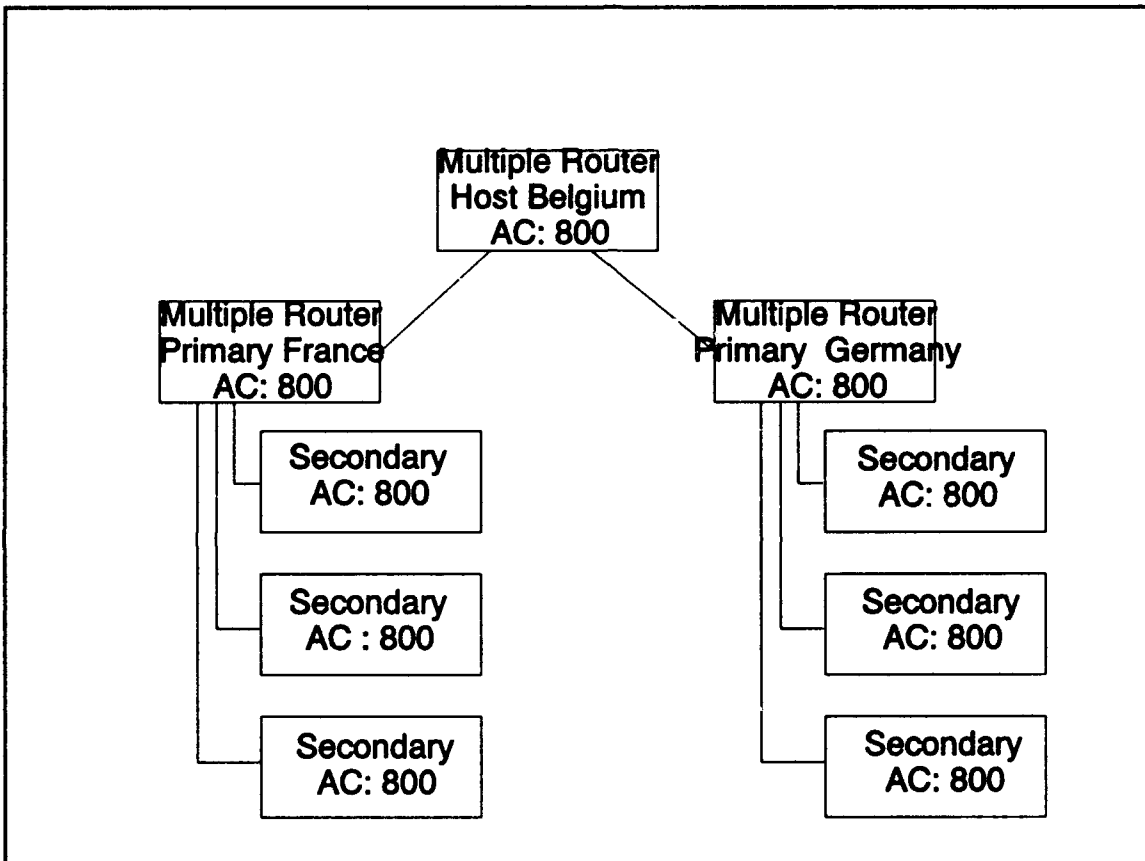 Multiple Router
Host Belgium
AC: 800
Multiple Router
Primary France
AC: 800
Multiple Router
Primary Germany
AC: 800
Secondary
AC: 800
Secondary
AC : 800
Secondary
AC: 800
Secondary
AC: 800
Secondary
AC: 800
Secondary
AC: 800